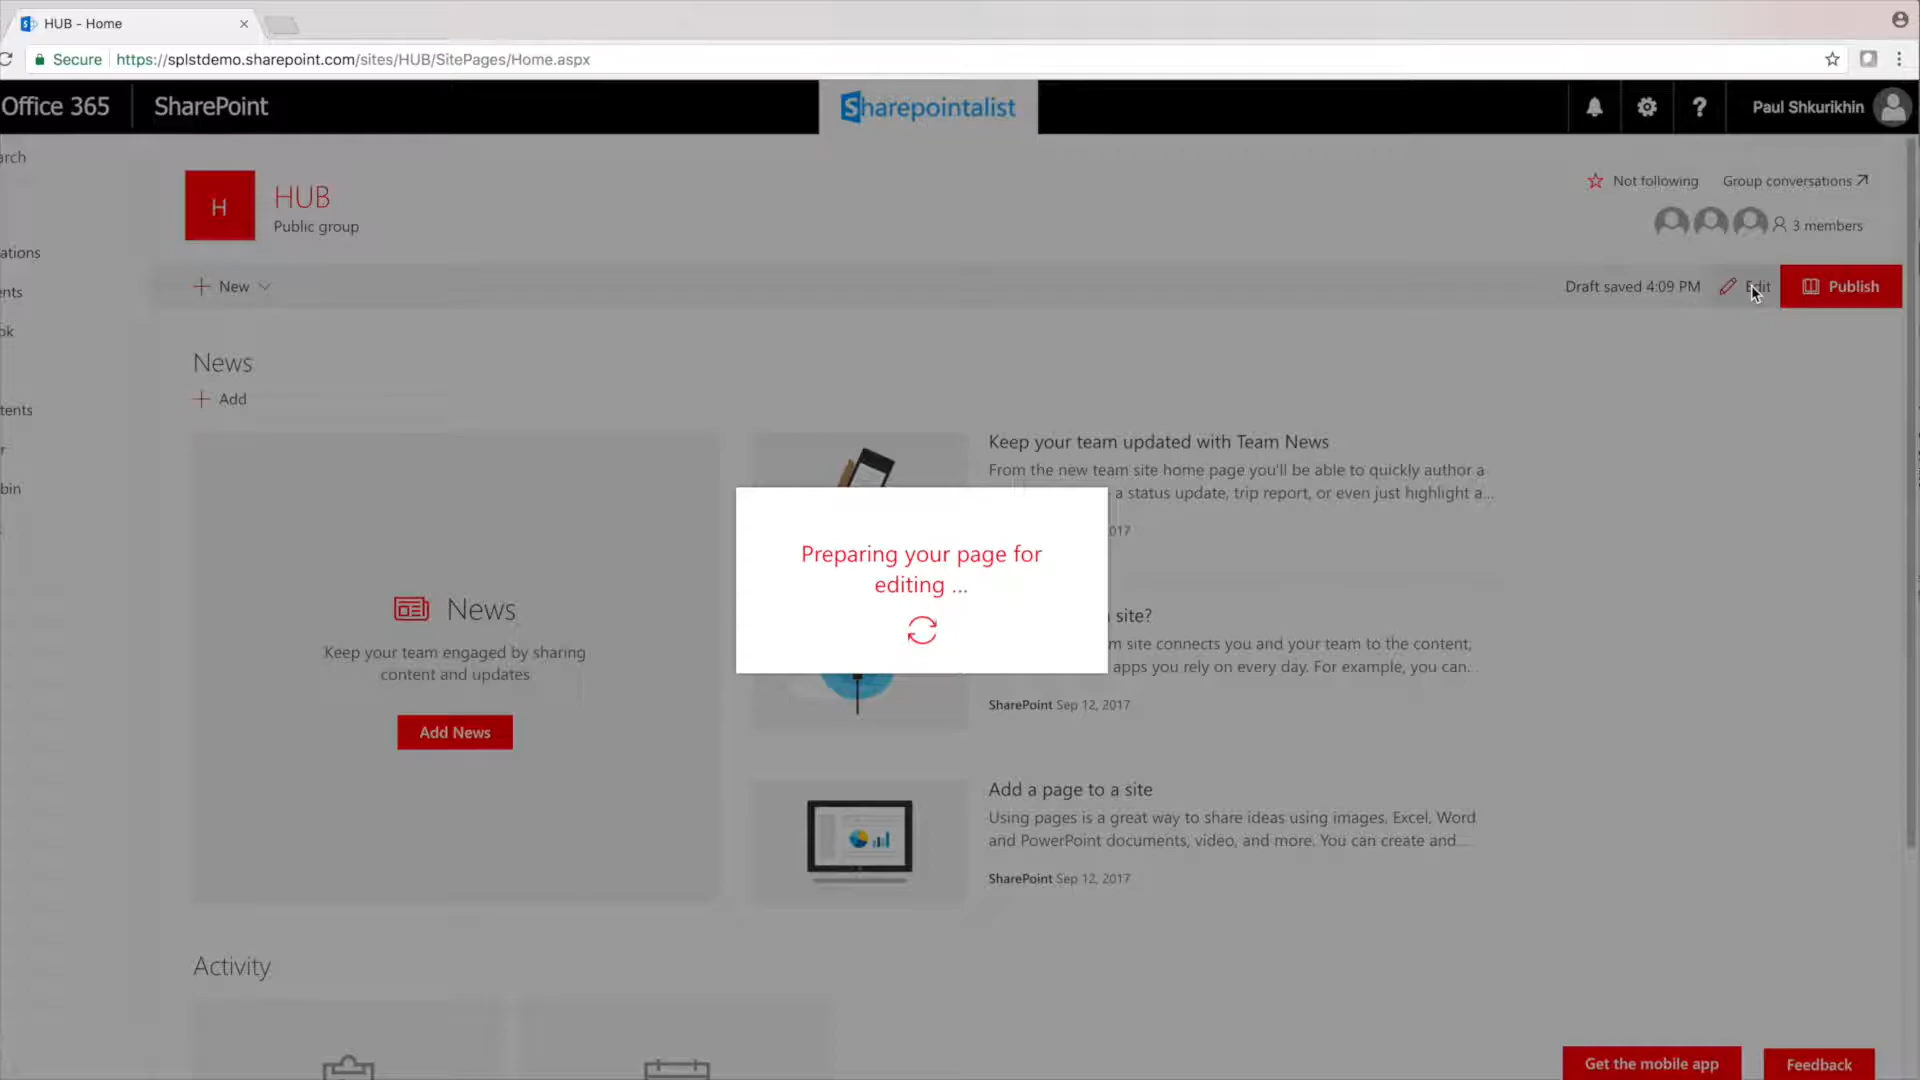 HUB - Home
Secure https://splstdemo.sharepoint.com/sites/HUB/SitePages/Home.aspx
Office 365 SharePoint Sharepointalist ? Paul Shkurikhin
arch
H
HUB
Public group
Not following Group conversations
3 members
ations
+ New Draft saved 4:09 PM Edit Publish
ents
ok
News
+ Add
tents
r
bin
Keep your team updated with Team News
From the new team site home page you'll be able to quickly author a
a status update, trip report, or even just highlight a...
017
Preparing your page for
editing ...
News
Keep your team engaged by sharing
content and updates
Add News
site?
m site connects you and your team to the content,
apps you rely on every day. For example, you can...
SharePoint Sep 12, 2017
Add a page to a site
Using pages is a great way to share ideas using images, Excel, Word
and PowerPoint documents, video, and more. You can create and...
SharePoint Sep 12, 2017
Activity
Get the mobile app Feedback